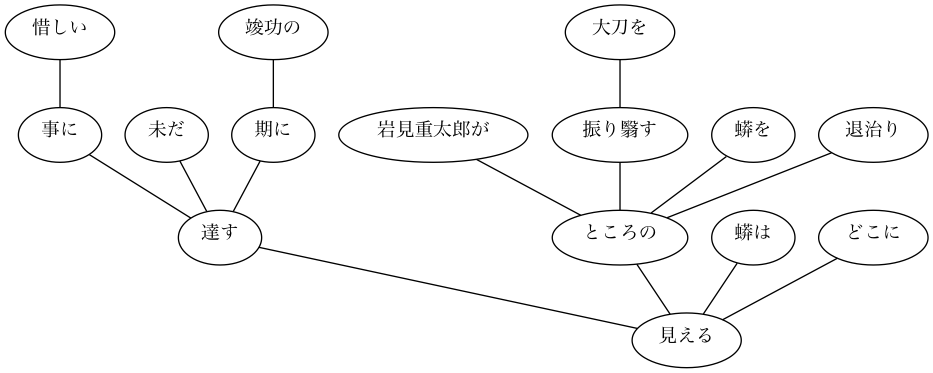 惜しい
竣功の
大刀を
事に
未だ
期に
岩見重太郎が
振り翳す
蟒を
退治り
達す
ところの
蟒は
どこに
見える